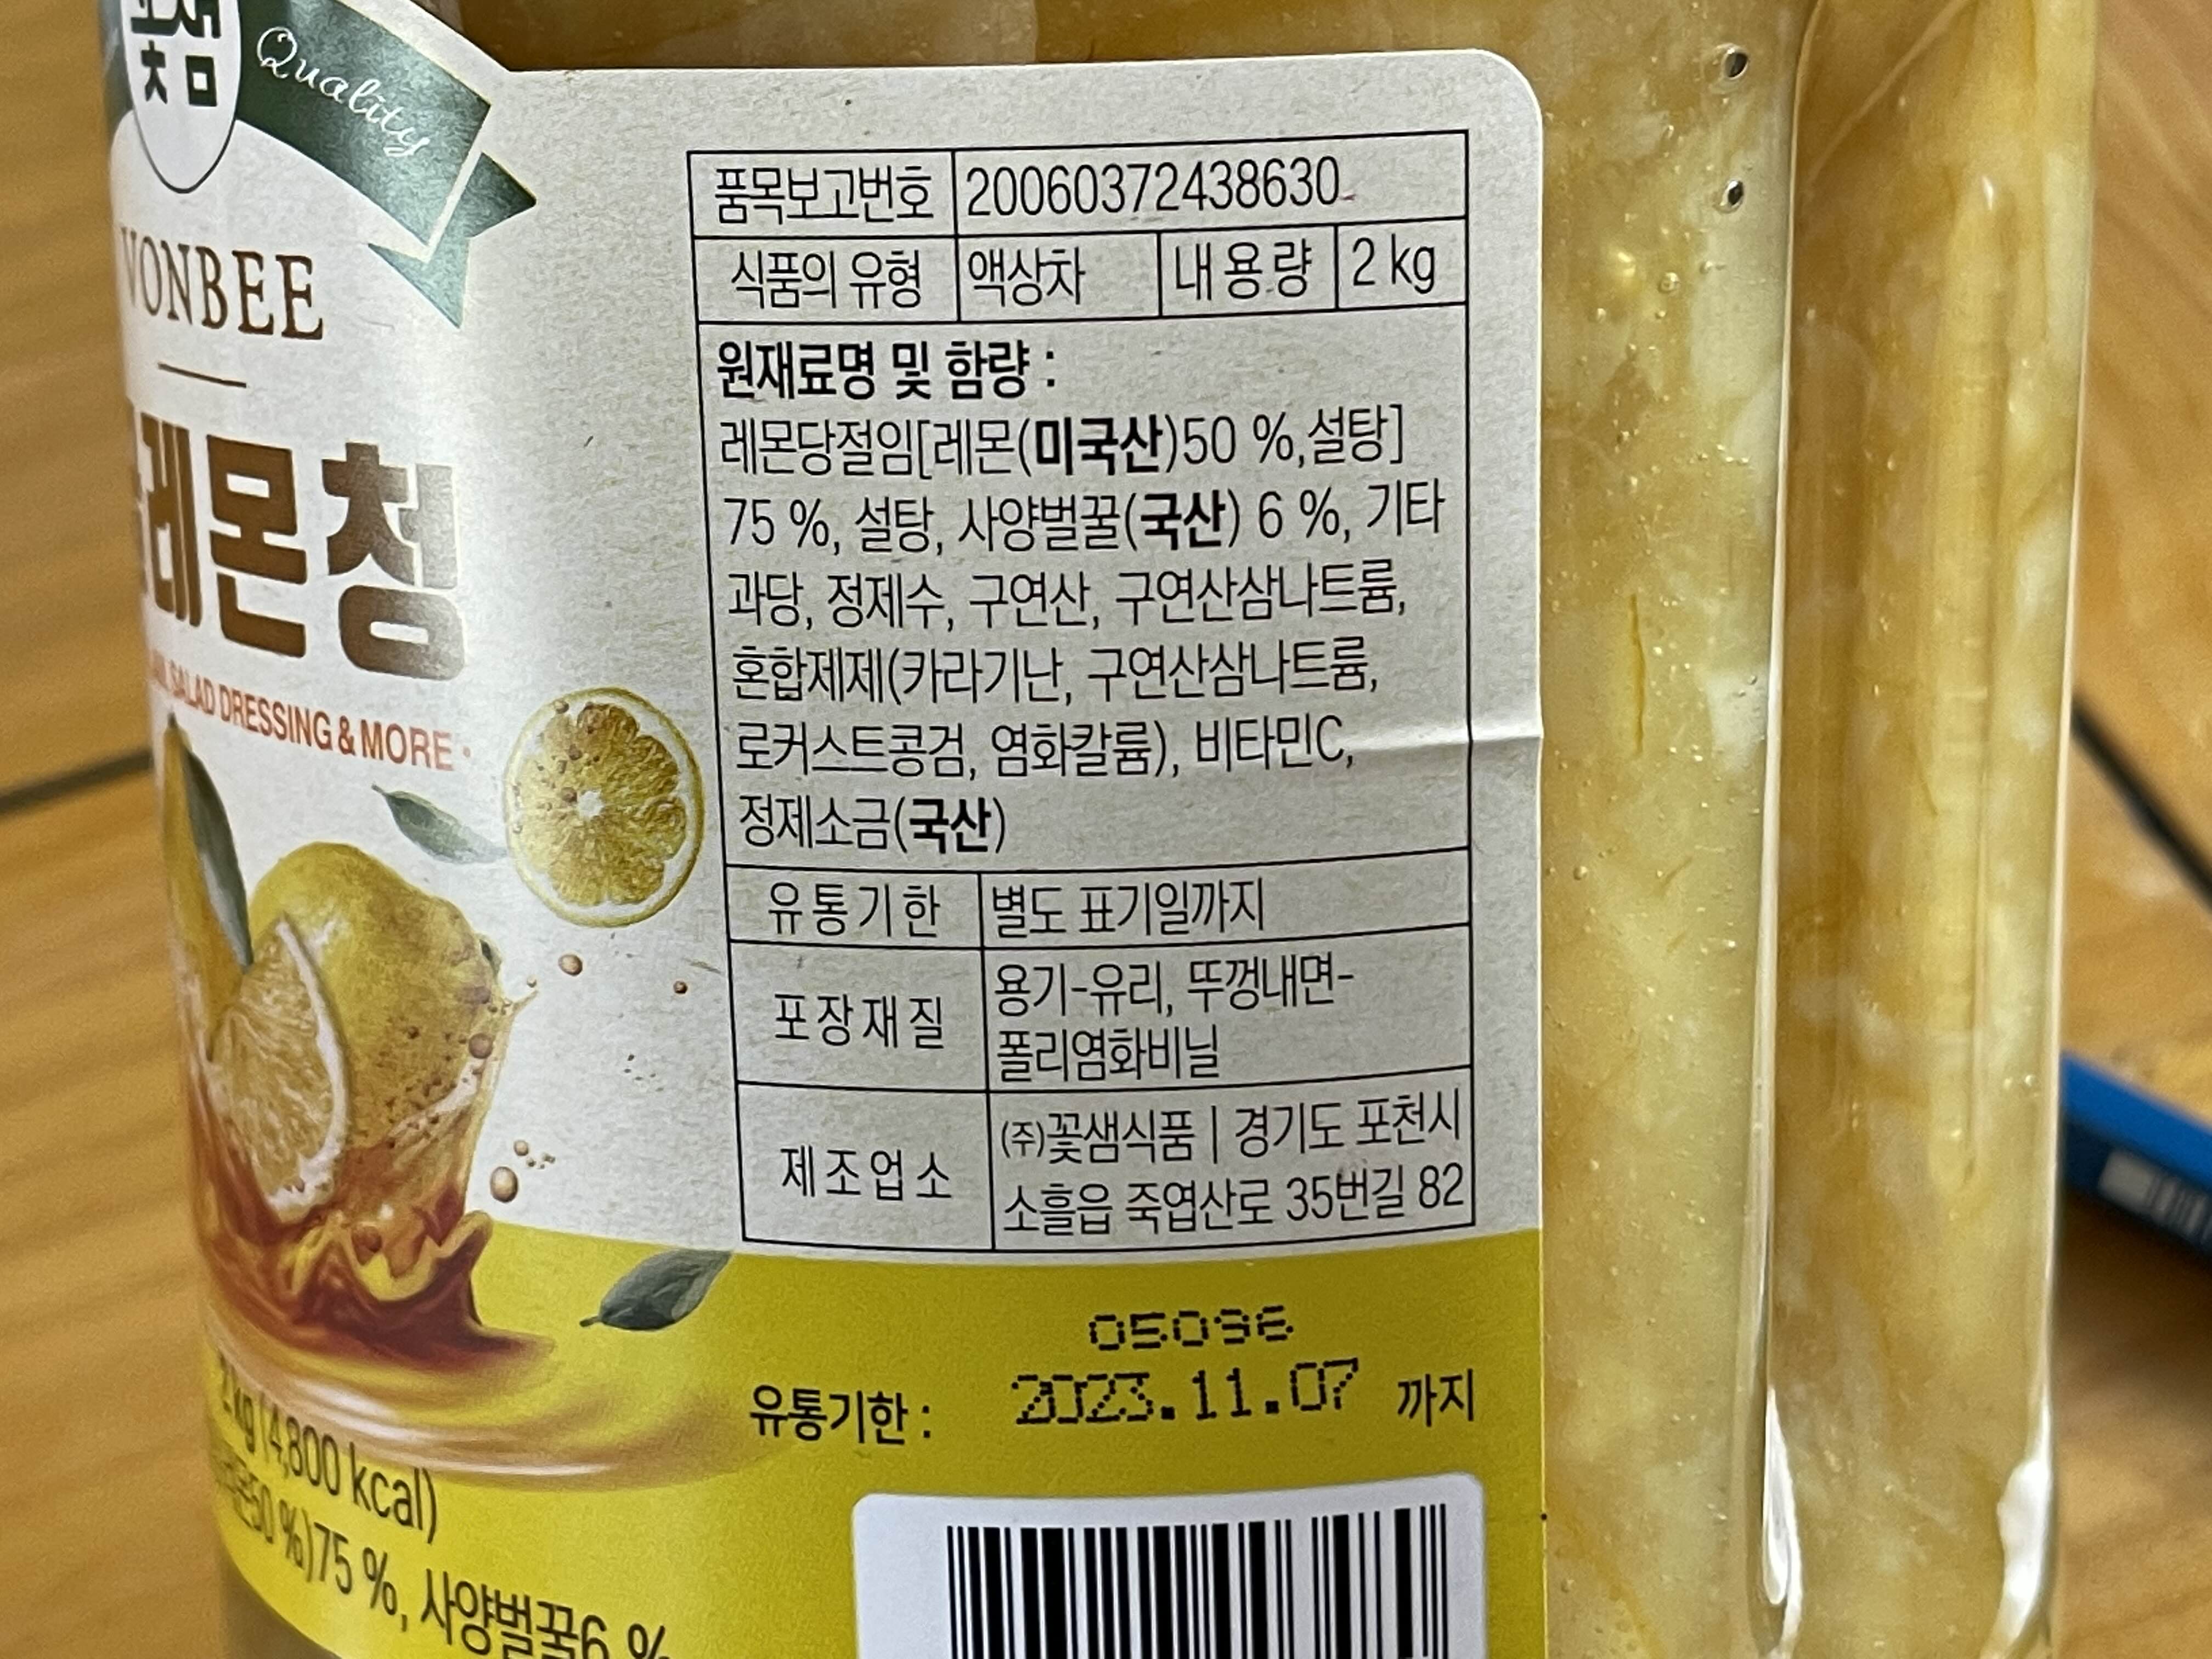 꽃샘
Quality
VONBEE
레몬청
SALAD DRESSING & MORE ·
품목보고번호 20060372438630
식품의 유형 액상차 내용량 2 kg
원재료명 및 함량 :
레몬당절임[레몬(미국산)50 %,설탕]
75 %, 설탕, 사양벌꿀(국산) 6 %, 기타
과당, 정제수, 구연산, 구연산삼나트륨,
혼합제제(카라기난, 구연산삼나트륨,
로커스트콩검, 염화칼륨), 비타민C,
정제소금(국산)
유통기한 별도 표기일까지
포장재질 용기-유리, 뚜껑내면-
폴리염화비닐
제조업소 (주)꽃샘식품 | 경기도 포천시
소흘읍 죽엽산로 35번길 82
05096
유통기한 : 2023.11.07 까지
2 kg (4,800 kcal)
50 %)75 %, 사양벌꿀6 %